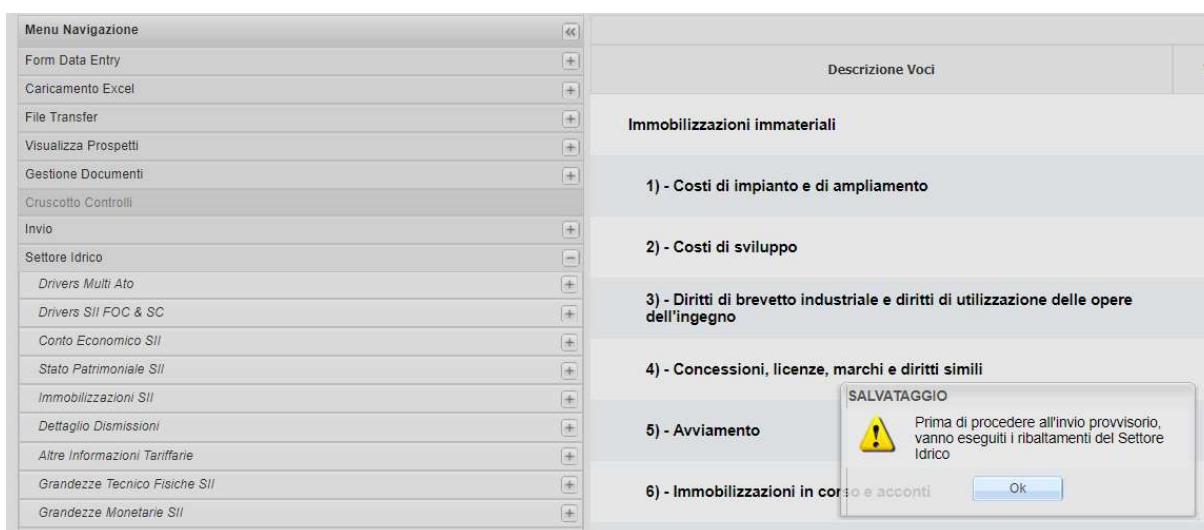 Menu Navigazione
Form Data Entry
Caricamento Excel
File Transfer
Visualizza Prospetti
Gestione Documenti
Cruscotto Controlli
Invio
Settore Idrico
Drivers Multi Ato
Drivers SII FOC & SC
Conto Economico SII
Stato Patrimoniale SII
Immobilizzazioni SII
Dettaglio Dismissioni
Altre Informazioni Tariffarie
Grandezze Tecnico Fisiche SII
Grandezze Monetarie SII
Descrizione Voci
Immobilizzazioni immateriali
1) - Costi di impianto e di ampliamento
2) - Costi di sviluppo
3) - Diritti di brevetto industriale e diritti di utilizzazione delle opere
dell'ingegno
4) - Concessioni, licenze, marchi e diritti simili
5) - Avviamento
6) - Immobilizzazioni in corso e acconti
SALVATAGGIO
Prima di procedere all'invio provvisorio,
vanno eseguiti i ribaltamenti del Settore
Idrico
Ok